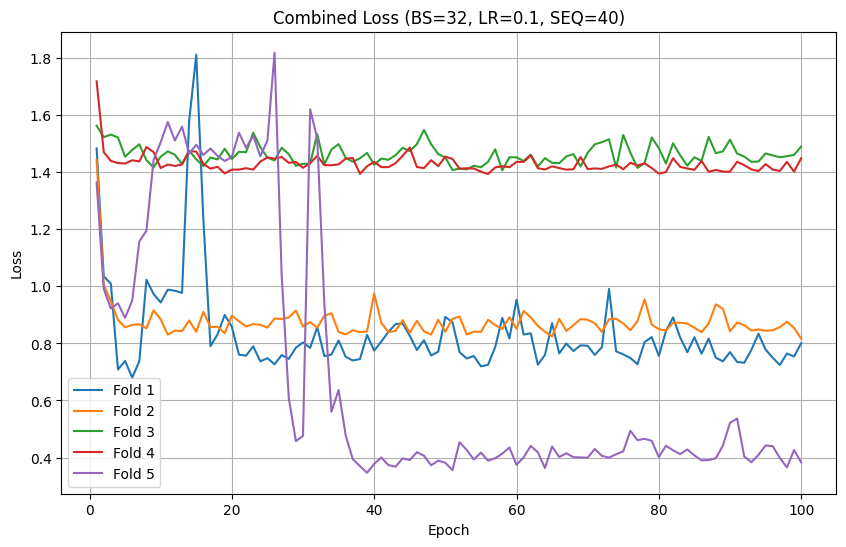 Combined Loss (BS=32, LR=0.1, SEQ=40)
Loss
1.8
1.6
1.4
1.2
1.0
0.8
0.6
0.4
Fold 1
Fold 2
Fold 3
Fold 4
Fold 5
0 20 40 60 80 100
Epoch